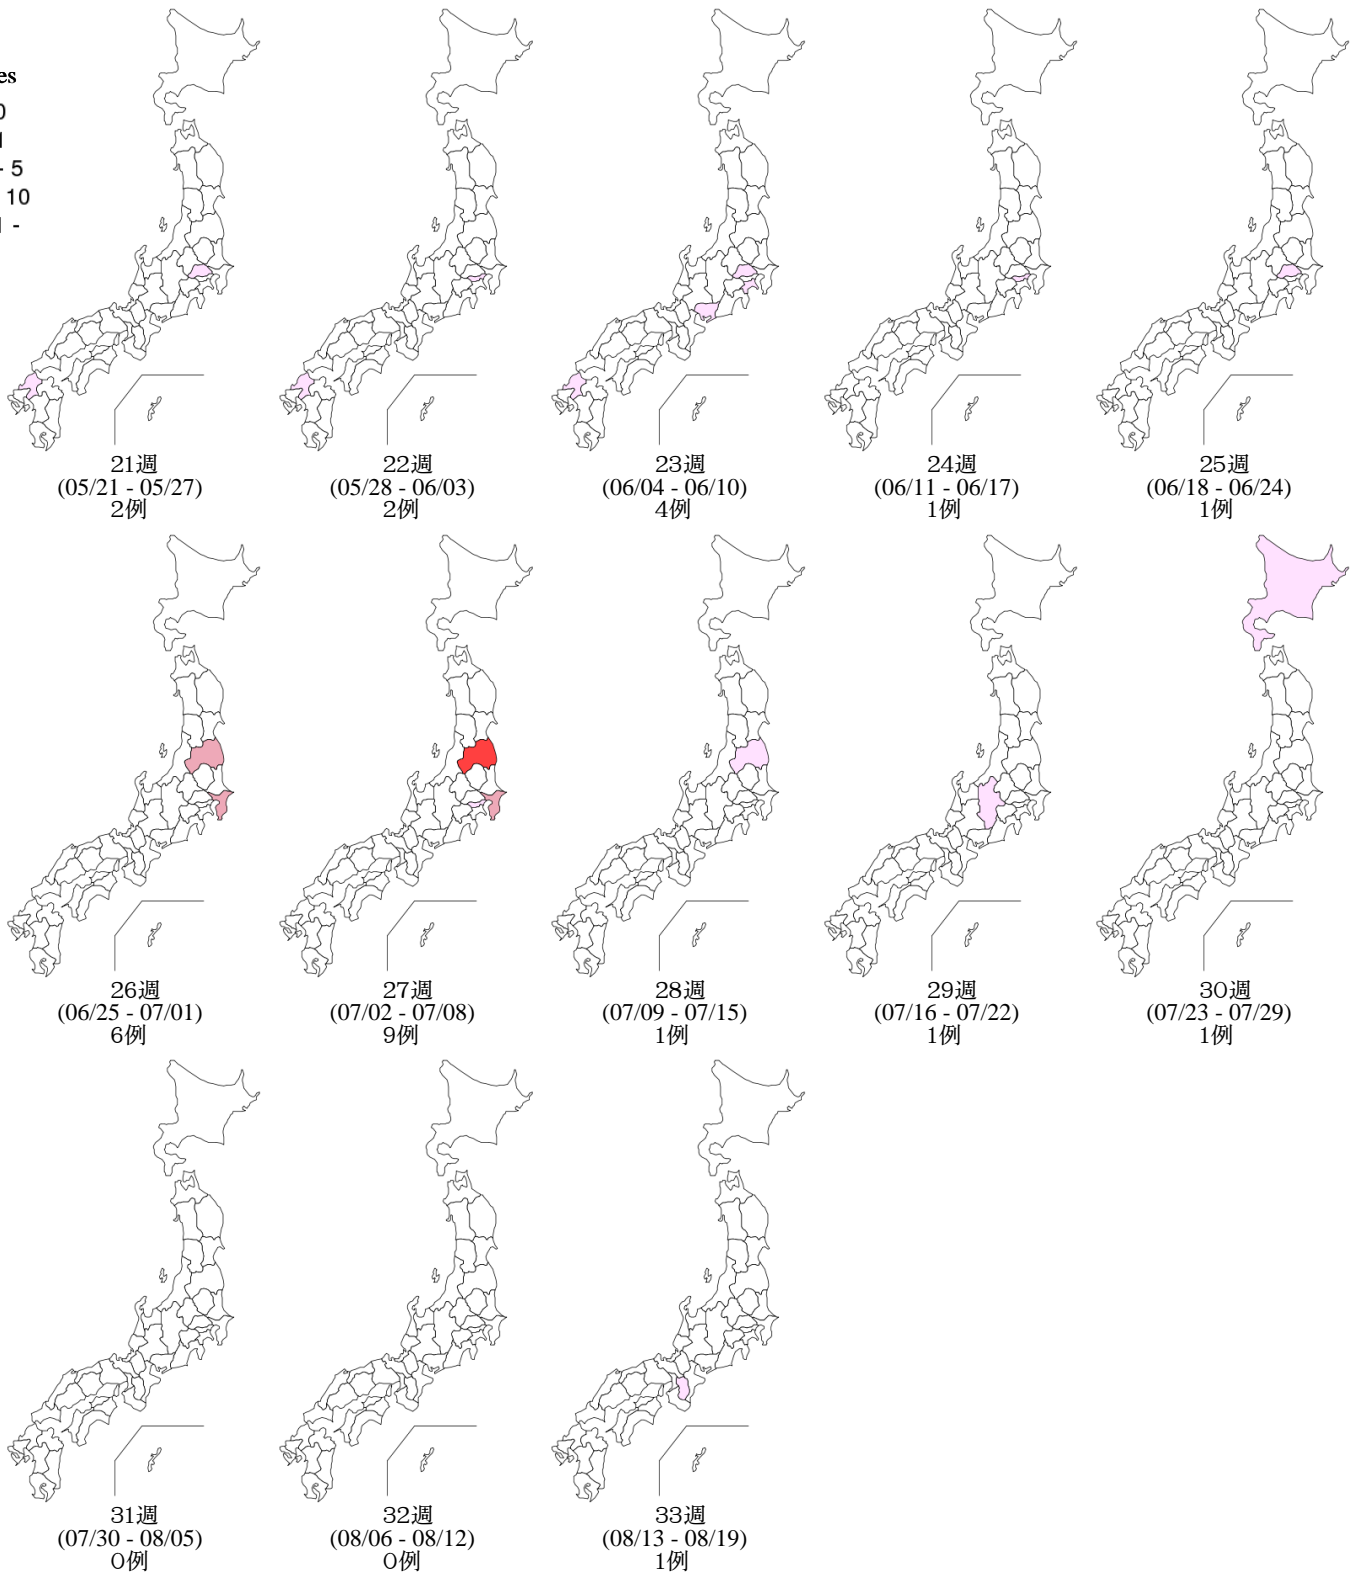 es
0
1
- 5
10
1 -
21週
(05/21 - 05/27)
2例
22週
(05/28 - 06/03)
2例
23週
(06/04 - 06/10)
4例
24週
(06/11 - 06/17)
1例
25週
(06/18 - 06/24)
1例
26週
(06/25 - 07/01)
6例
27週
(07/02 - 07/08)
9例
28週
(07/09 - 07/15)
1例
29週
(07/16 - 07/22)
1例
30週
(07/23 - 07/29)
1例
31週
(07/30 - 08/05)
0例
32週
(08/06 - 08/12)
0例
33週
(08/13 - 08/19)
1例